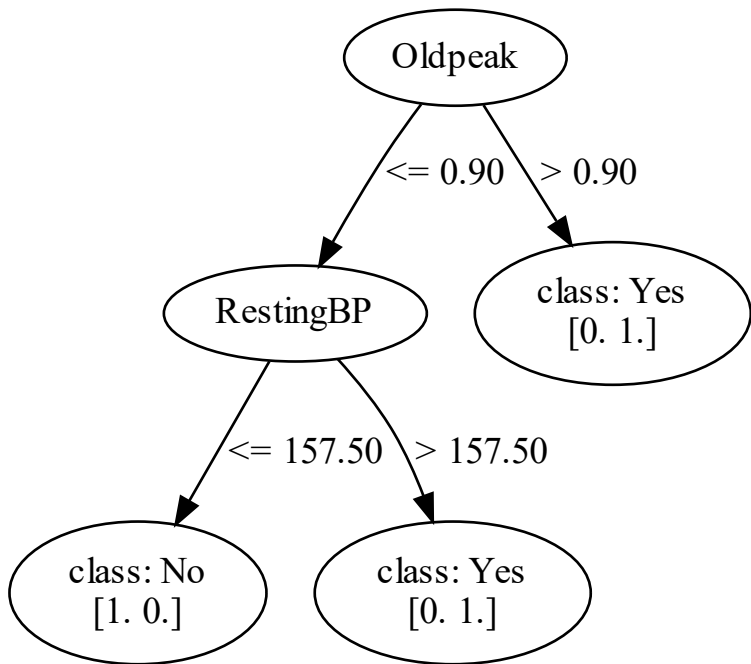 Oldpeak
<= 0.90
> 0.90
RestingBP
class: Yes
[0. 1.]
<= 157.50
> 157.50
class: No
[1. 0.]
class: Yes
[0. 1.]